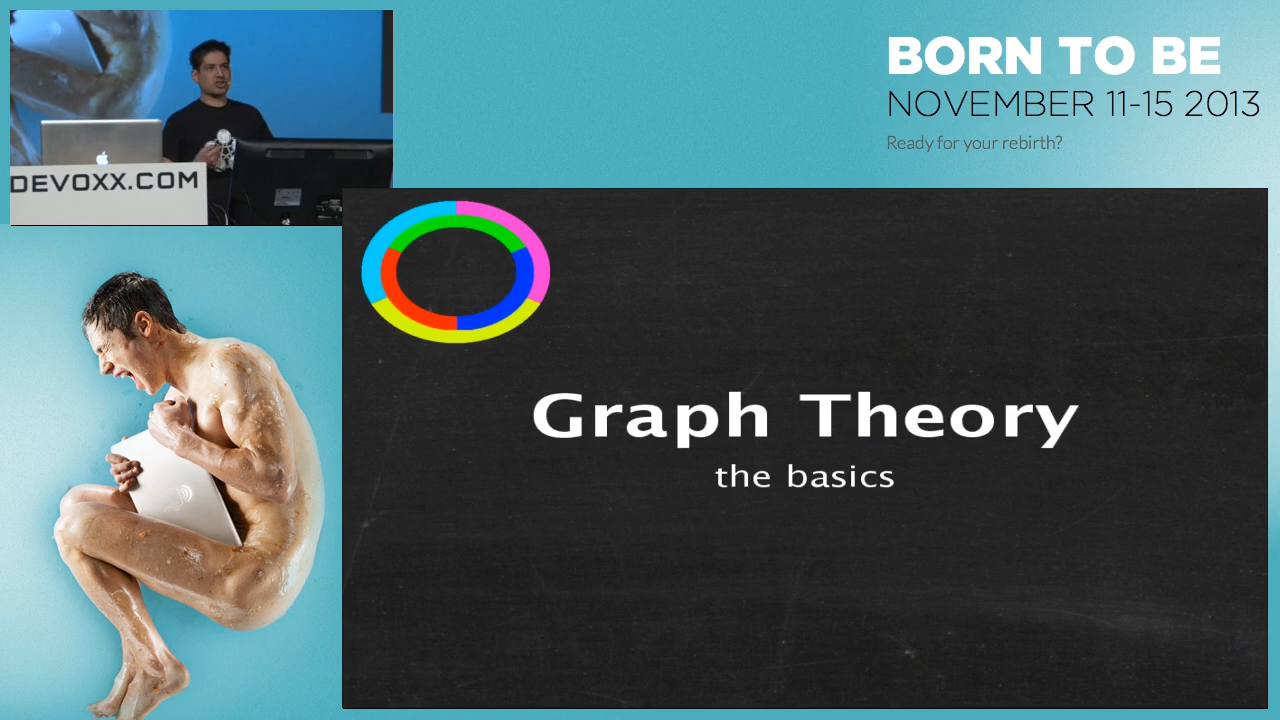 BORN TO BE
NOVEMBER 11-15 2013
Ready for your rebirth?
DEVOXX.COM
Graph Theory
the basics